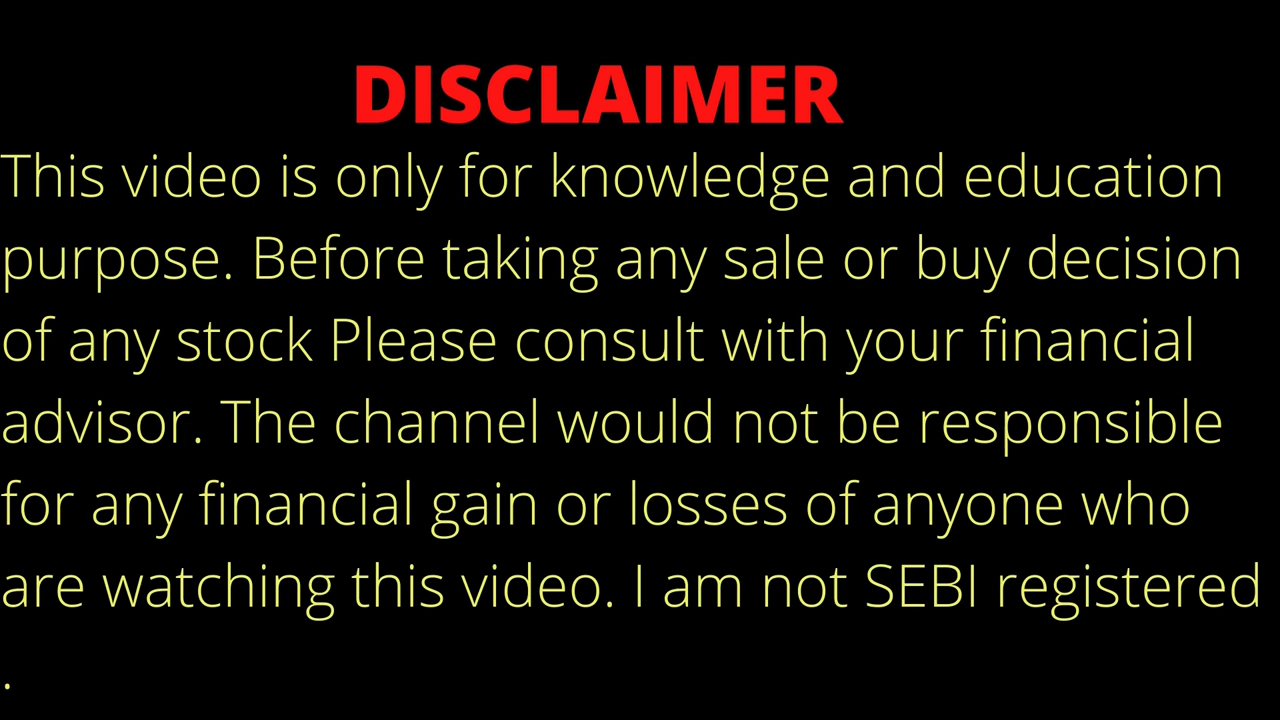 DISCLAIMER
This video is only for knowledge and education
purpose. Before taking any sale or buy decision
of any stock Please consult with your financial
advisor. The channel would not be responsible
for any financial gain or losses of anyone who
are watching this video. I am not SEBI registered
.